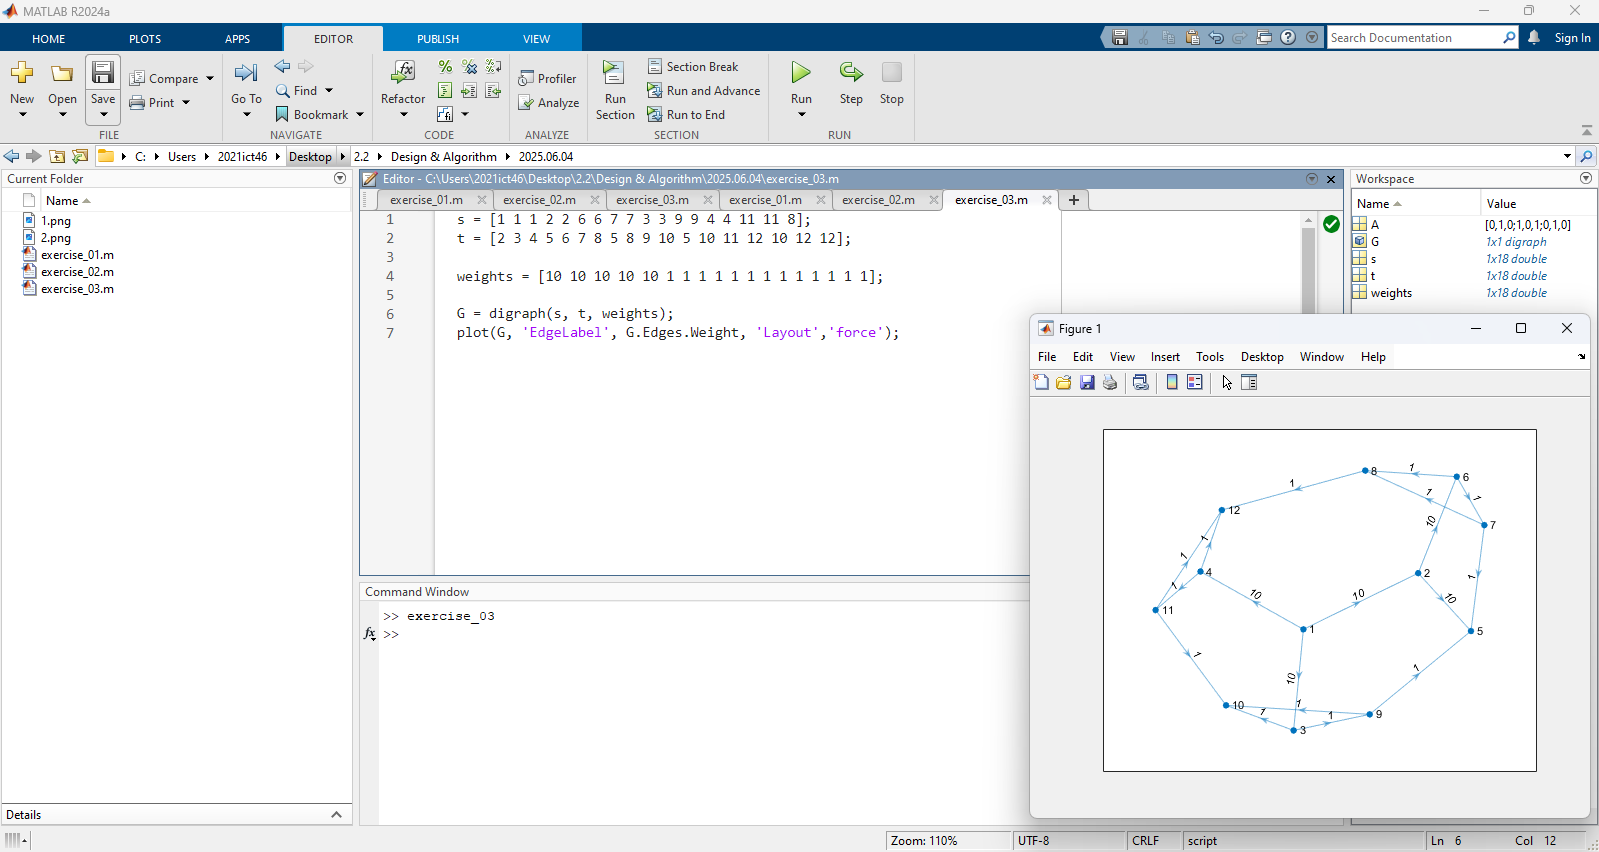 MATLAB R2024a
HOME PLOTS APPS EDITOR PUBLISH VIEW
Search Documentation
Sign In
New
Open
Save
Compare
Print
FILE
Go To
Find
Bookmark
NAVIGATE
Refactor
CODE
Profiler
Analyze
ANALYZE
Run Section
Section Break
Run and Advance
Run to End
SECTION
Run
Step
Stop
RUN
C: Users 2021ict46 Desktop 2.2 Design & Algorithm 2025.06.04
Current Folder
Name
1.png
2.png
exercise_01.m
exercise_02.m
exercise_03.m
Details
Editor - C:\Users\2021ict46\Desktop\2.2\Design & Algorithm\2025.06.04\exercise_03.m
exercise_01.m exercise_02.m exercise_03.m exercise_01.m exercise_02.m exercise_03.m
1 s = [1 1 1 2 2 6 6 7 7 3 3 9 9 4 4 11 11 8];
2 t = [2 3 4 5 6 7 8 5 8 9 10 5 10 11 12 10 12 12];
3
4 weights = [10 10 10 10 10 1 1 1 1 1 1 1 1 1 1 1 1 1];
5
6 G = digraph(s, t, weights);
7 plot(G, 'EdgeLabel', G.Edges.Weight, 'Layout','force');
Command Window
>> exercise_03
fx >>
Workspace
Name Value
A [0,1,0;1,0,1;0,1,0]
G 1x1 digraph
s 1x18 double
t 1x18 double
weights 1x18 double
Figure 1
File Edit View Insert Tools Desktop Window Help
8 1 6
1 1 1
12 7
10
1 1
4 2
1 10 10 10 1
11 1 5
1 10 1
10 1 1 1 9
3
Zoom: 110% UTF-8 CRLF script Ln 6 Col 12